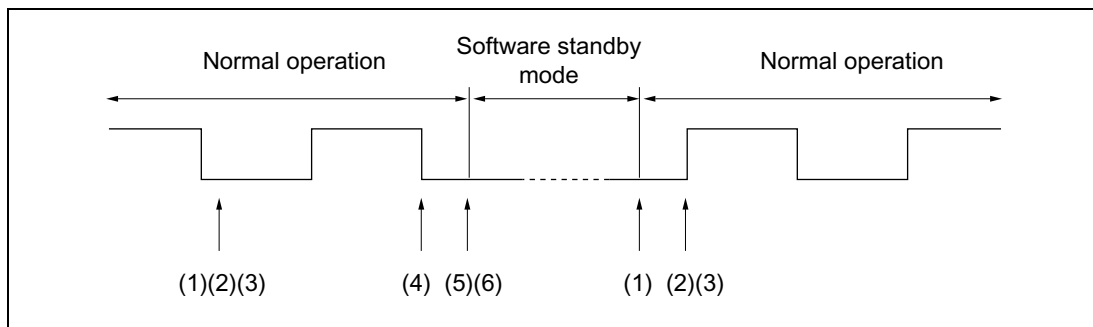 Normal operation
Software standby
mode
Normal operation
(1)(2)(3)
(4)
(5)(6)
(1)
(2)(3)